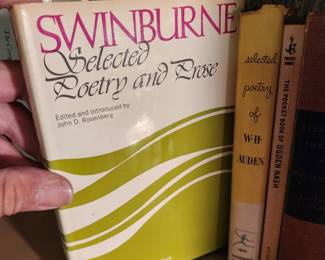 SWINBURNE
Selected
Poetry and Prose
Edited and Introduced by
John D. Rosenberg
selected
poetry
of
W·H·
AUDEN
THE POCKET BOOK OF OGDEN NASH